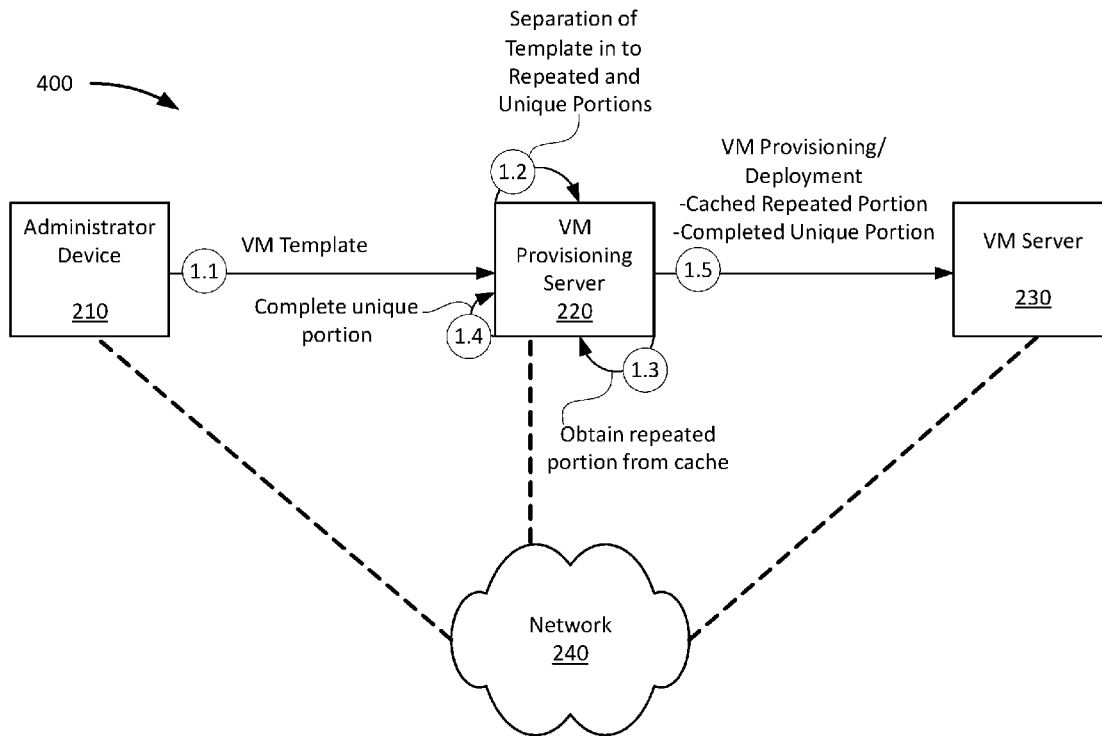 Separation of
Template in to
Repeated and
Unique Portions
400
1.2
VM Provisioning/
Deployment
-Cached Repeated Portion
-Completed Unique Portion
Administrator
Device
210
1.1
VM Template
VM
Provisioning
Server
220
1.5
VM Server
230
Complete unique
portion
1.4
1.3
Obtain repeated
portion from cache
Network
240